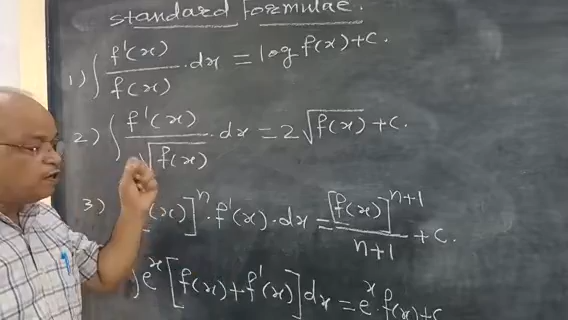 standard Formulae.
1) ∫ f'(x)/f(x) · dx = log f(x) + c.
2) ∫ f'(x)/√f(x) · dx = 2√f(x) + c.
3) (x)]^n · f'(x) · dx = [f(x)]^(n+1)/(n+1) + c.
) e^x [f(x) + f'(x)] dx = e^x · f(x) + c